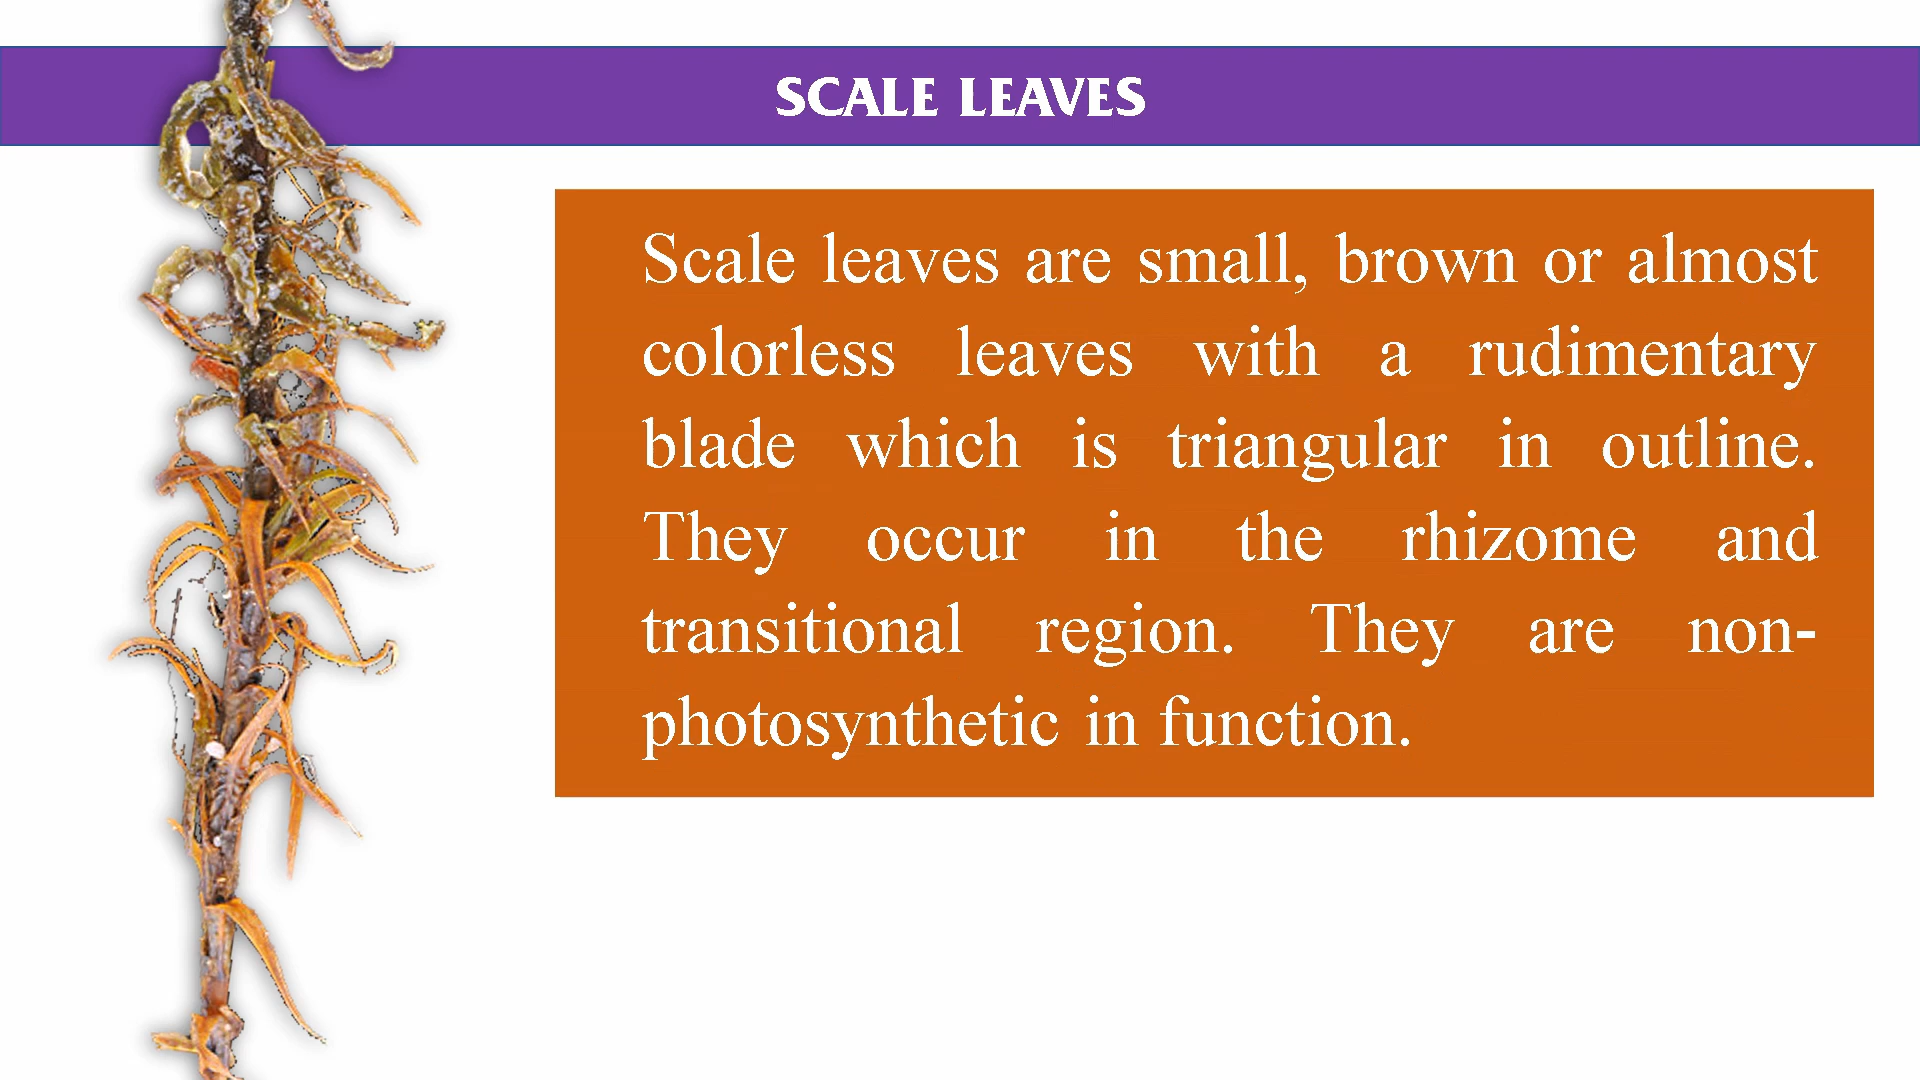 SCALE LEAVES
Scale leaves are small, brown or almost
colorless leaves with a rudimentary
blade which is triangular in outline.
They occur in the rhizome and
transitional region. They are non-
photosynthetic in function.